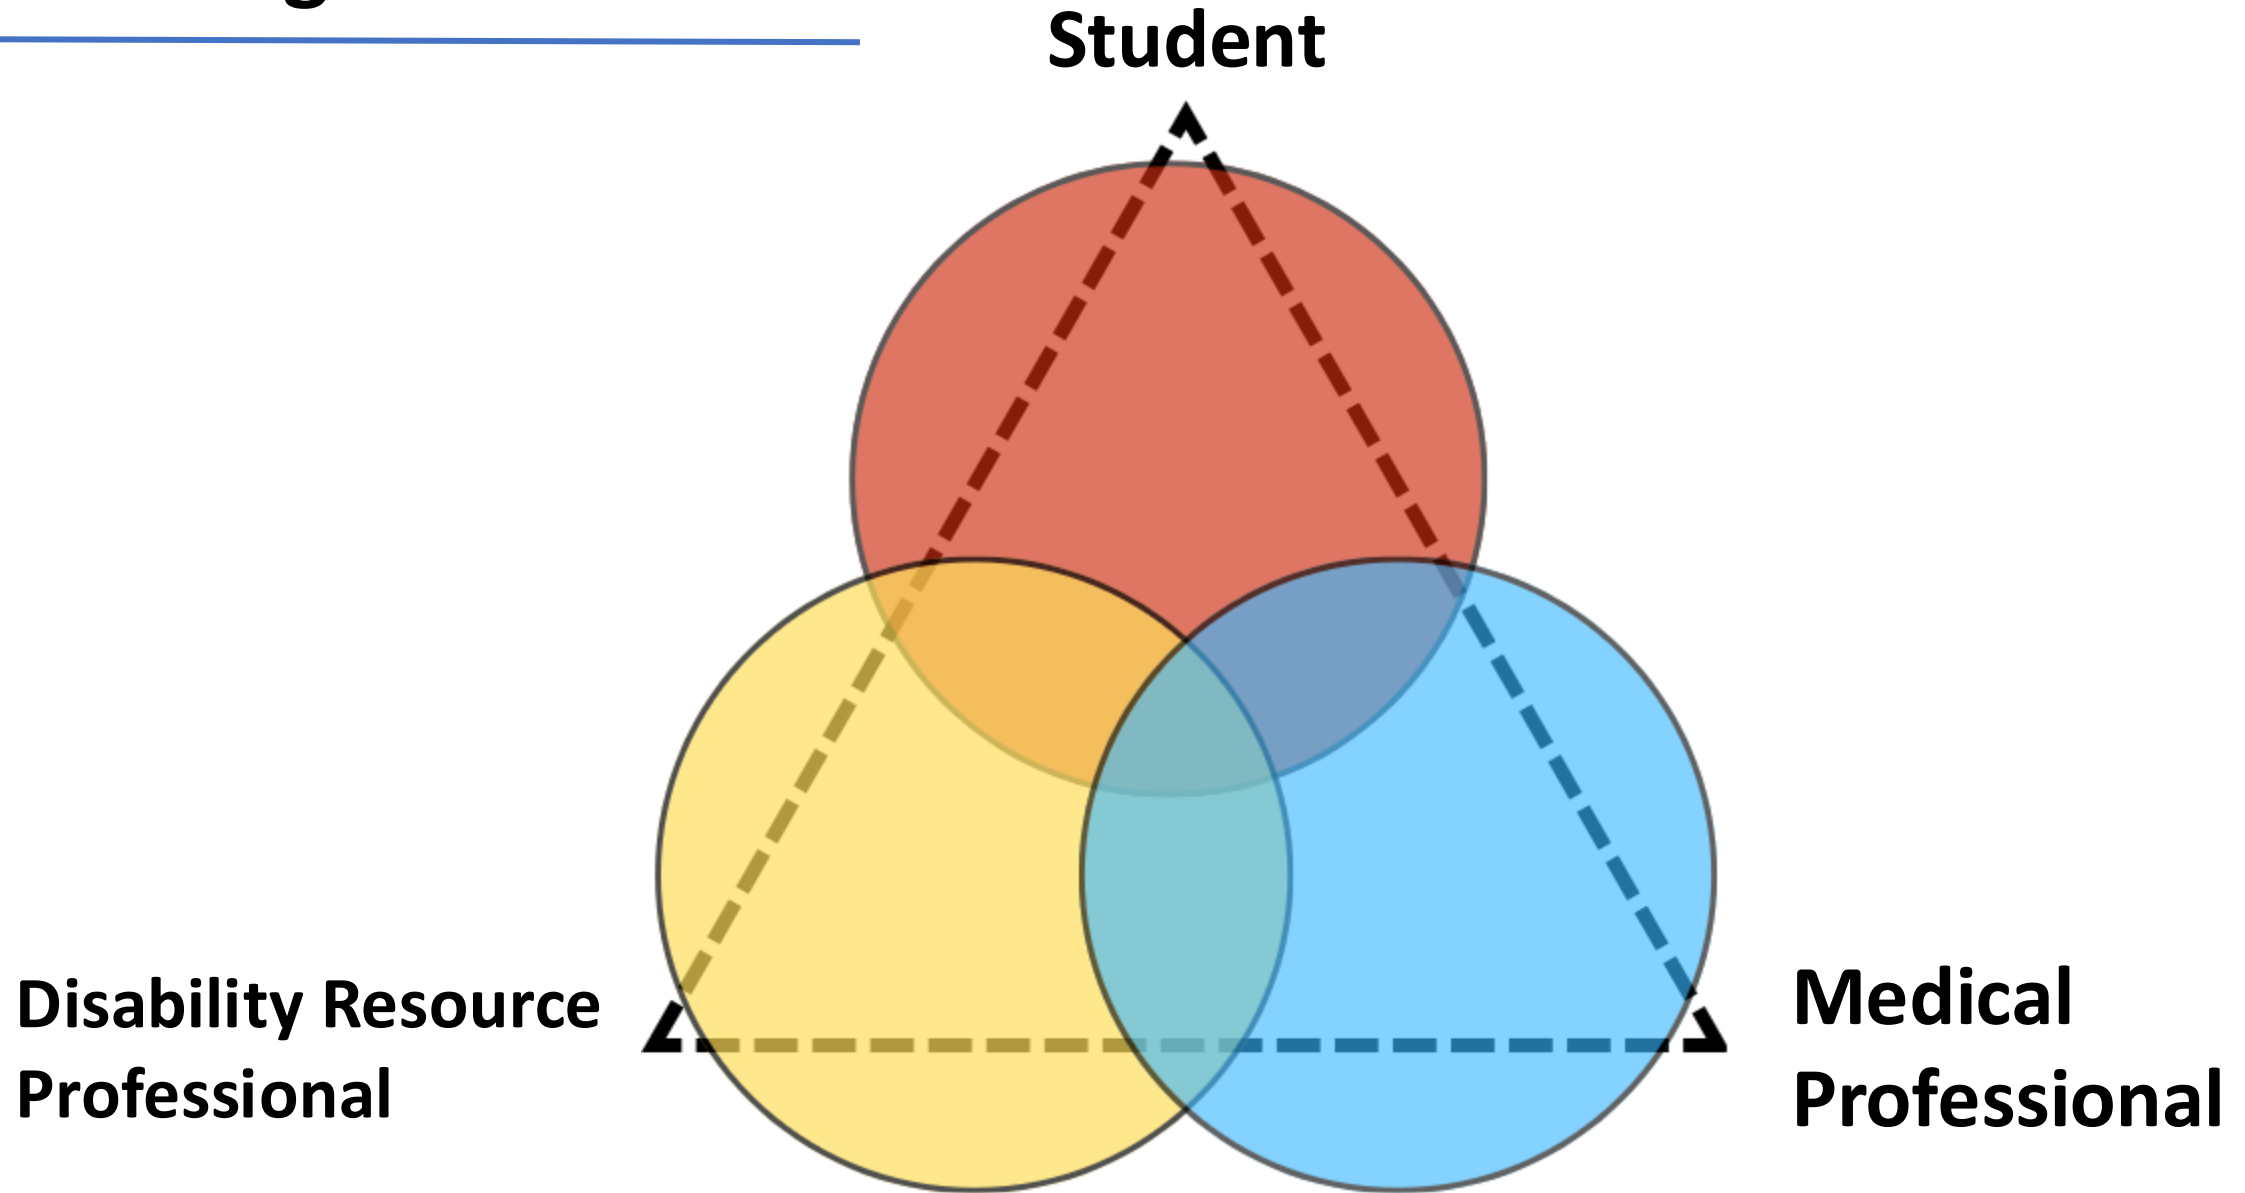 Student
Disability Resource
Professional
Medical
Professional